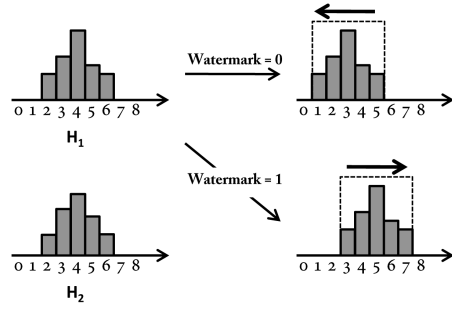 Watermark = 0
0 1 2 3 4 5 6 7 8
0 1 2 3 4 5 6 7 8
H1
Watermark = 1
0 1 2 3 4 5 6 7 8
0 1 2 3 4 5 6 7 8
H2